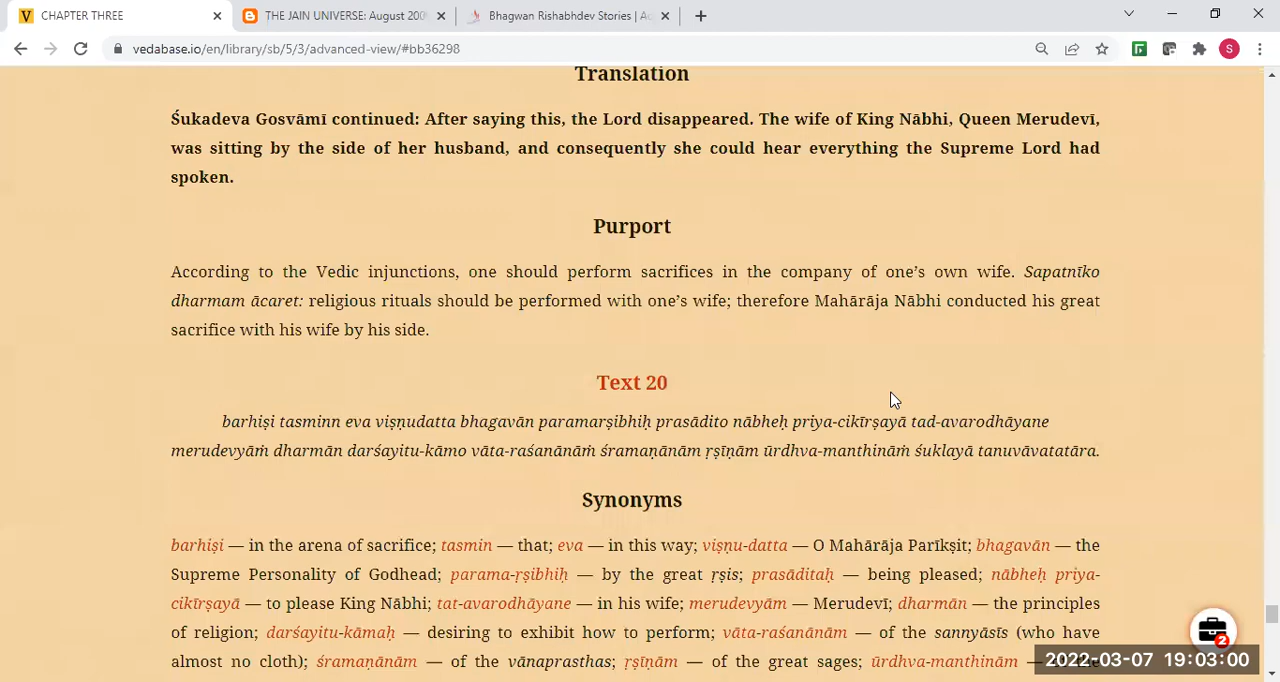 CHAPTER THREE
THE JAIN UNIVERSE: August 200
Bhagwan Rishabhdev Stories | A
vedabase.io/en/library/sb/5/3/advanced-view/#bb36298
S
Translation
Śukadeva Gosvāmī continued: After saying this, the Lord disappeared. The wife of King Nābhi, Queen Merudevī,
was sitting by the side of her husband, and consequently she could hear everything the Supreme Lord had
spoken.
Purport
According to the Vedic injunctions, one should perform sacrifices in the company of one’s own wife. Sapatnīko
dharmam ācaret: religious rituals should be performed with one’s wife; therefore Mahārāja Nābhi conducted his great
sacrifice with his wife by his side.
Text 20
barhiṣi tasminn eva viṣṇudatta bhagavān paramarṣibhiḥ prasādito nābheḥ priya-cikīrṣayā tad-avarodhāyane
merudevyāṁ dharmān darśayitu-kāmo vāta-raśanānāṁ śramaṇānām ṛṣīṇām ūrdhva-manthināṁ śuklayā tanuvāvatatāra.
Synonyms
barhiṣi — in the arena of sacrifice; tasmin — that; eva — in this way; viṣṇu-datta — O Mahārāja Parīkṣit; bhagavān — the
Supreme Personality of Godhead; parama-ṛṣibhiḥ — by the great ṛṣis; prasāditaḥ — being pleased; nābheḥ priya-
cikīrṣayā — to please King Nābhi; tat-avarodhāyane — in his wife; merudevyām — Merudevī; dharmān — the principles
of religion; darśayitu-kāmaḥ — desiring to exhibit how to perform; vāta-raśanānām — of the sannyāsīs (who have
almost no cloth); śramaṇānām — of the vānaprasthas; ṛṣīṇām — of the great sages; ūrdhva-manthinām —
2
2022-03-07 19:03:00